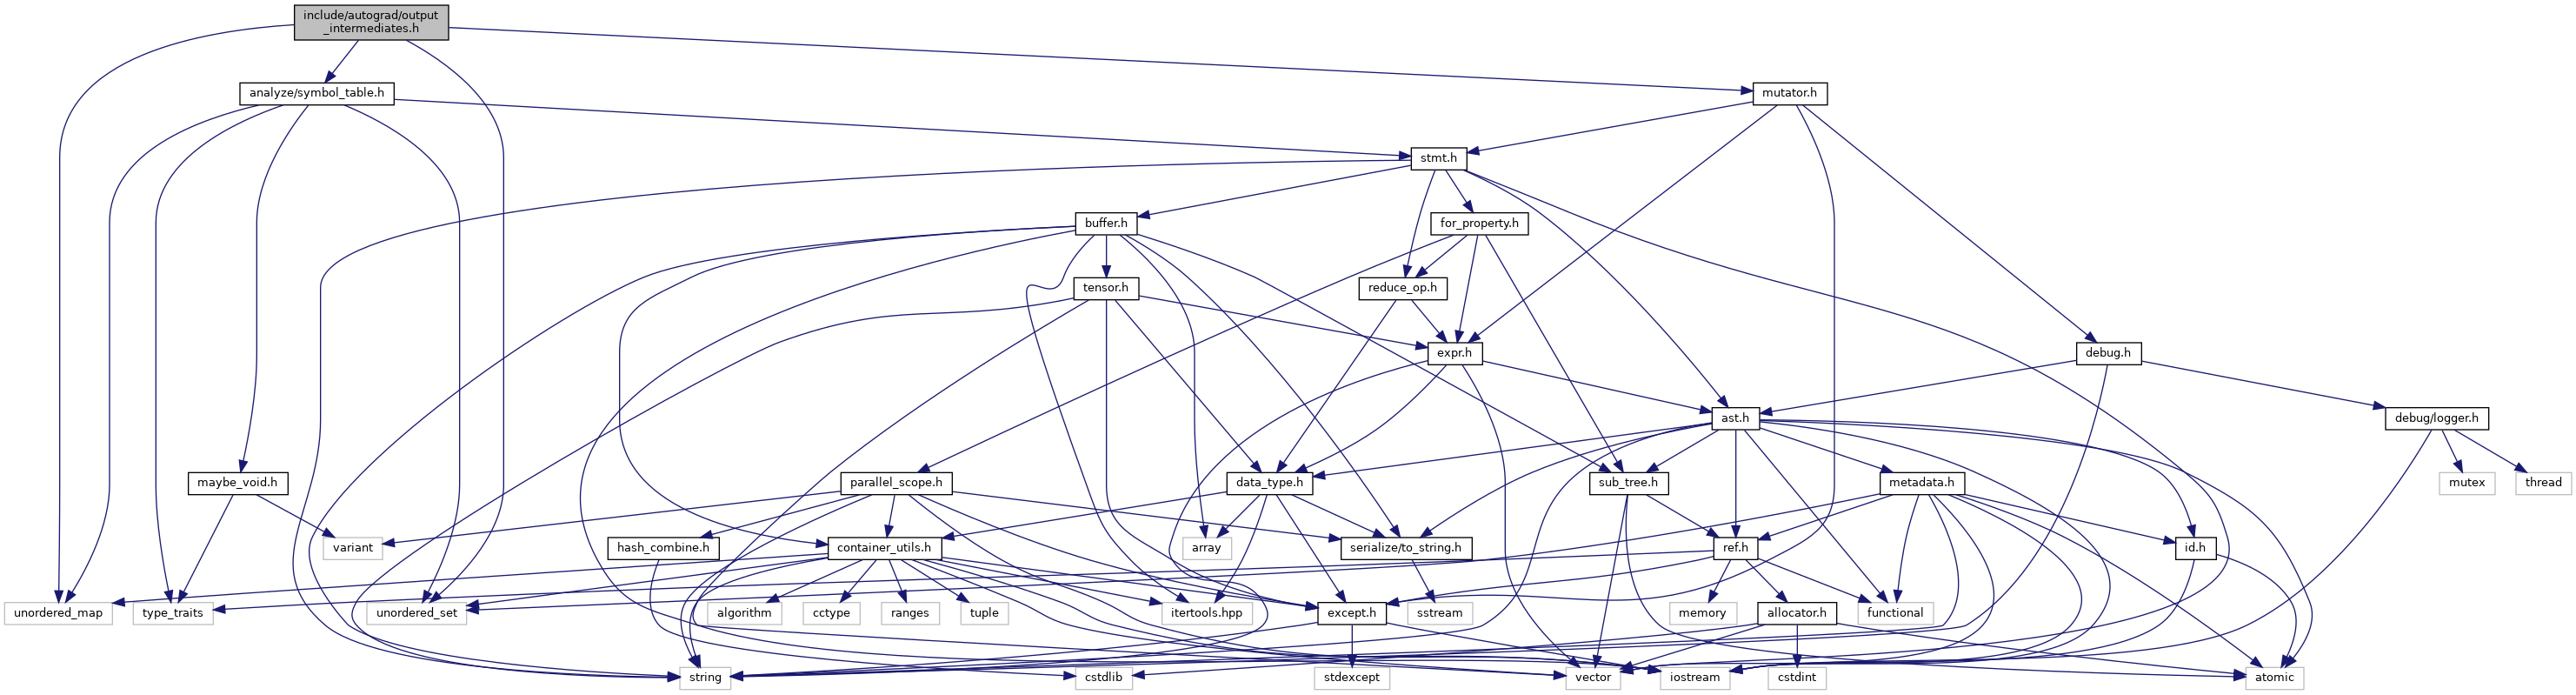 include/autograd/output
_intermediates.h
analyze/symbol_table.h
mutator.h
stmt.h
buffer.h
for_property.h
tensor.h
reduce_op.h
expr.h
debug.h
ast.h
debug/logger.h
maybe_void.h
parallel_scope.h
data_type.h
sub_tree.h
metadata.h
mutex
thread
variant
hash_combine.h
container_utils.h
array
serialize/to_string.h
ref.h
id.h
unordered_map
type_traits
unordered_set
algorithm
cctype
ranges
tuple
itertools.hpp
except.h
sstream
memory
allocator.h
functional
string
cstdlib
stdexcept
vector
iostream
cstdint
atomic